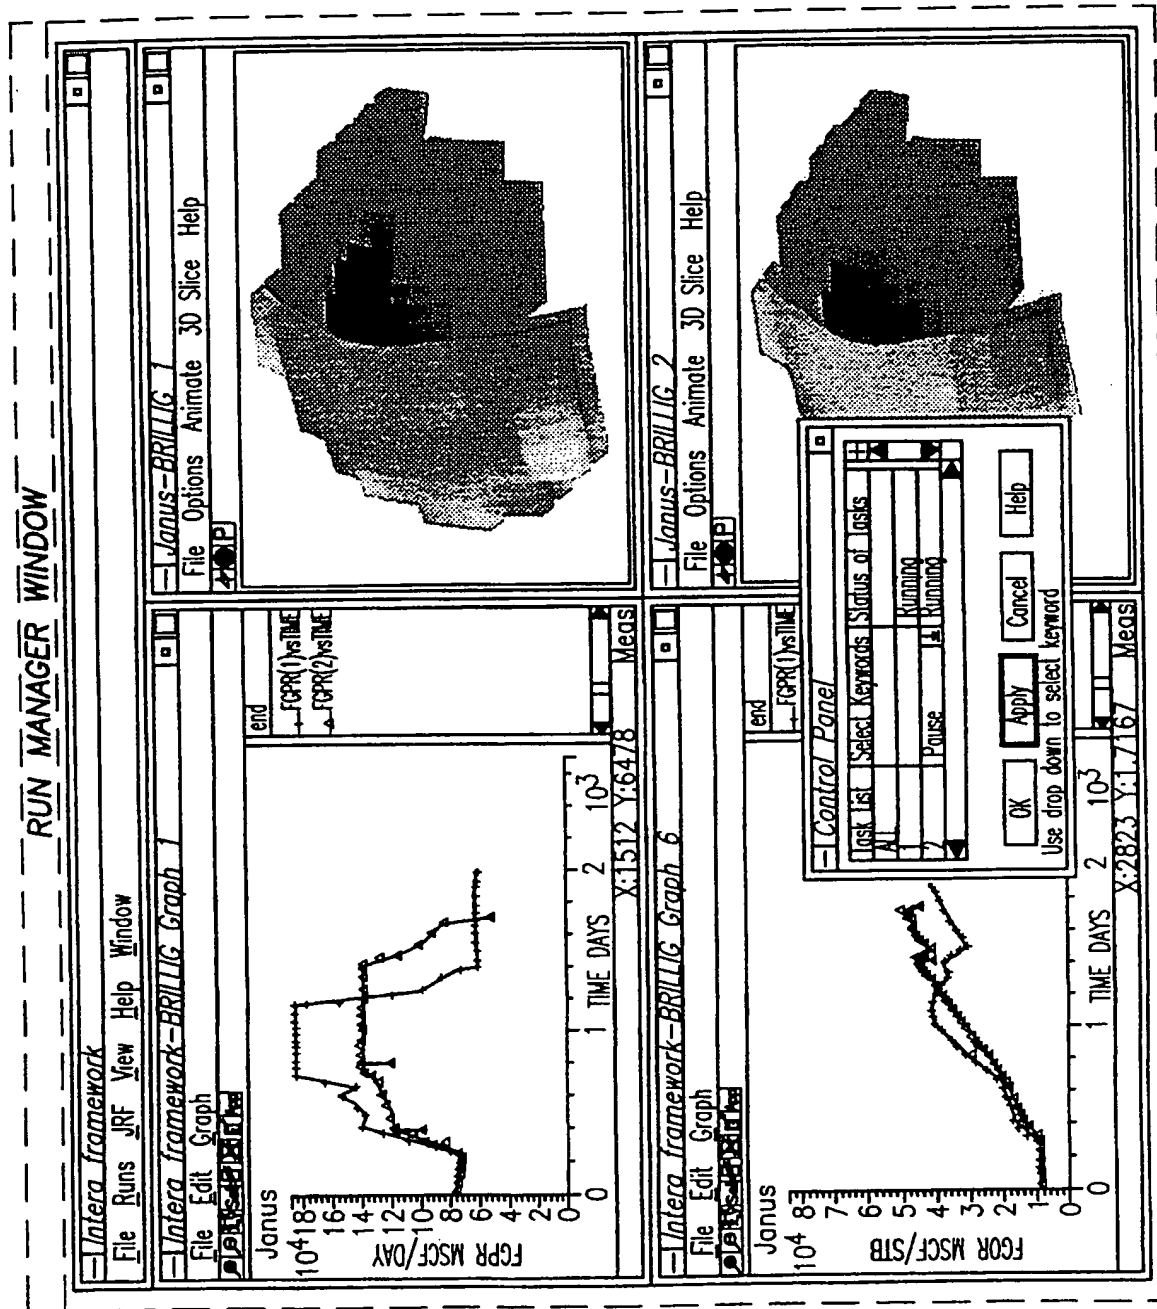 RUN MANAGER WINDOW
Intera framework
File Runs JRF View Help Window
Intera framework-BRILLIG Graph 1
File Edit Graph
Janus
10⁴
18
16
14
12
10
8
6
4
2
0
FGPR MSCF/DAY
0
1
2
10³
TIME DAYS
end
FGPR(1)vsTIME
FGPR(2)vsTIME
X:1512 Y:6478
Meas
Janus-BRILLIG 1
File Options Animate 3D Slice Help
P
Intera framework-BRILLIG Graph 6
File Edit Graph
Janus
10⁴
8
7
6
5
4
3
2
1
0
FGOR MSCF/STB
0
1
2
10³
TIME DAYS
end
FGPR(1)vsTIME
X:2823 Y:1.7167
Meas
Janus-BRILLIG 2
File Options Animate 3D Slice Help
P
Control Panel
Task List Select Keywords Status of Tasks
All
1 Running
2 Pause Running
OK Apply Cancel Help
Use drop down to select keyword